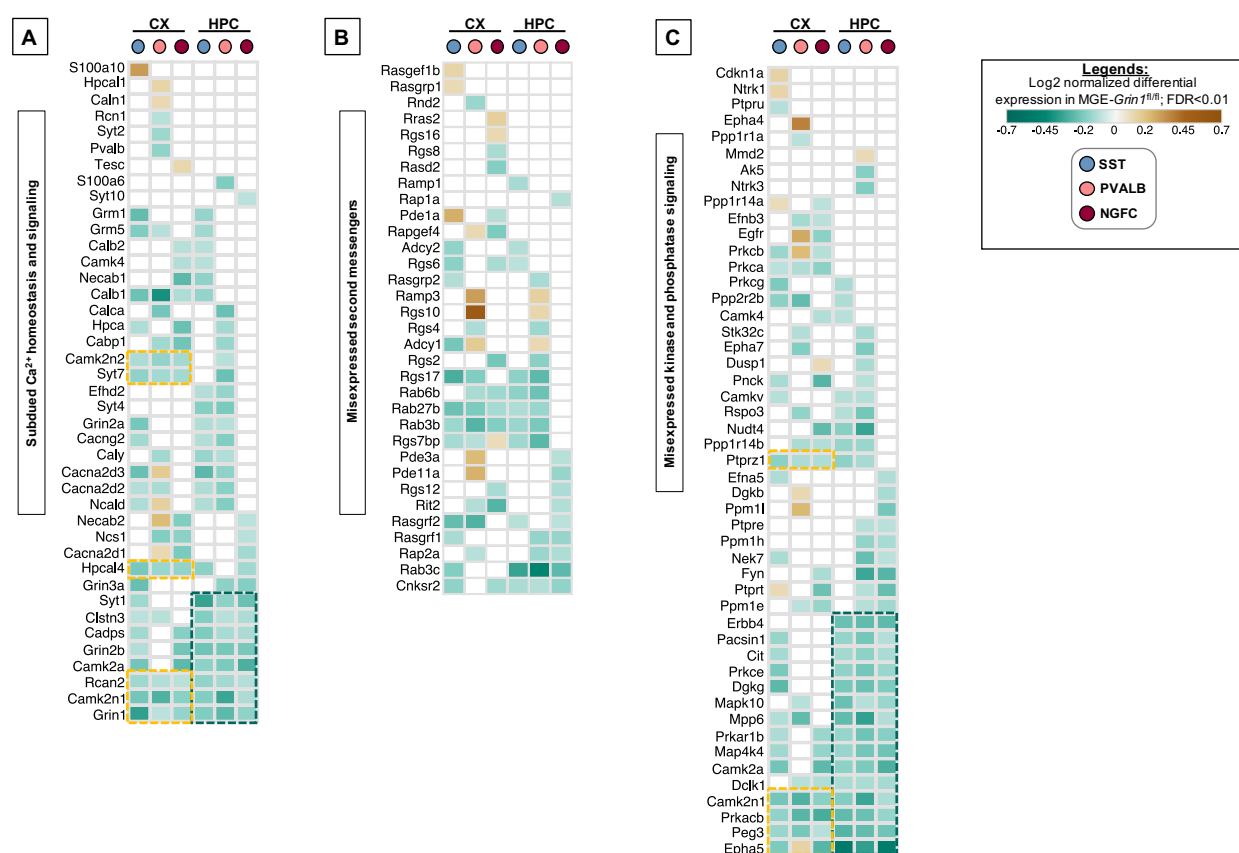 A
CX HPC
Subdued Ca²⁺ homeostasis and signaling
S100a10
Hpcal1
Caln1
Rcn1
Syt2
Pvalb
Tesc
S100a6
Syt10
Grm1
Grm5
Calb2
Camk4
Necab1
Calb1
Calca
Hpca
Cabp1
Camk2n2
Syt7
Efhd2
Syt4
Grin2a
Cacng2
Caly
Cacna2d3
Cacna2d2
Ncald
Necab2
Ncs1
Cacna2d1
Hpcal4
Grin3a
Syt1
Clstn3
Cadps
Grin2b
Camk2a
Rcan2
Camk2n1
Grin1
B
CX HPC
Misexpressed second messengers
Rasgef1b
Rasgrp1
Rnd2
Rras2
Rgs16
Rgs8
Rasd2
Ramp1
Rap1a
Pde1a
Rapgef4
Adcy2
Rgs6
Rasgrp2
Ramp3
Rgs10
Rgs4
Adcy1
Rgs2
Rgs17
Rab6b
Rab27b
Rab3b
Rgs7bp
Pde3a
Pde11a
Rgs12
Rit2
Rasgrf2
Rasgrf1
Rap2a
Rab3c
Cnksr2
C
CX HPC
Misexpressed kinase and phosphatase signaling
Cdkn1a
Ntrk1
Ptpru
Epha4
Ppp1r1a
Mmd2
Ak5
Ntrk3
Ppp1r14a
Efnb3
Egfr
Prkcb
Prkca
Prkcg
Ppp2r2b
Camk4
Stk32c
Epha7
Dusp1
Pnck
Camkv
Rspo3
Nudt4
Ppp1r14b
Ptprz1
Efna5
Dgkb
Ppm1l
Ptpre
Ppm1h
Nek7
Fyn
Ptprt
Ppm1e
Erbb4
Pacsin1
Cit
Prkce
Dgkg
Mapk10
Mpp6
Prkar1b
Map4k4
Camk2a
Dclk1
Camk2n1
Prkacb
Peg3
Epha5
Legends:
Log2 normalized differential
expression in MGE-Grin1fl/fl; FDR<0.01
-0.7 -0.45 -0.2 0 0.2 0.45 0.7
SST
PVALB
NGFC